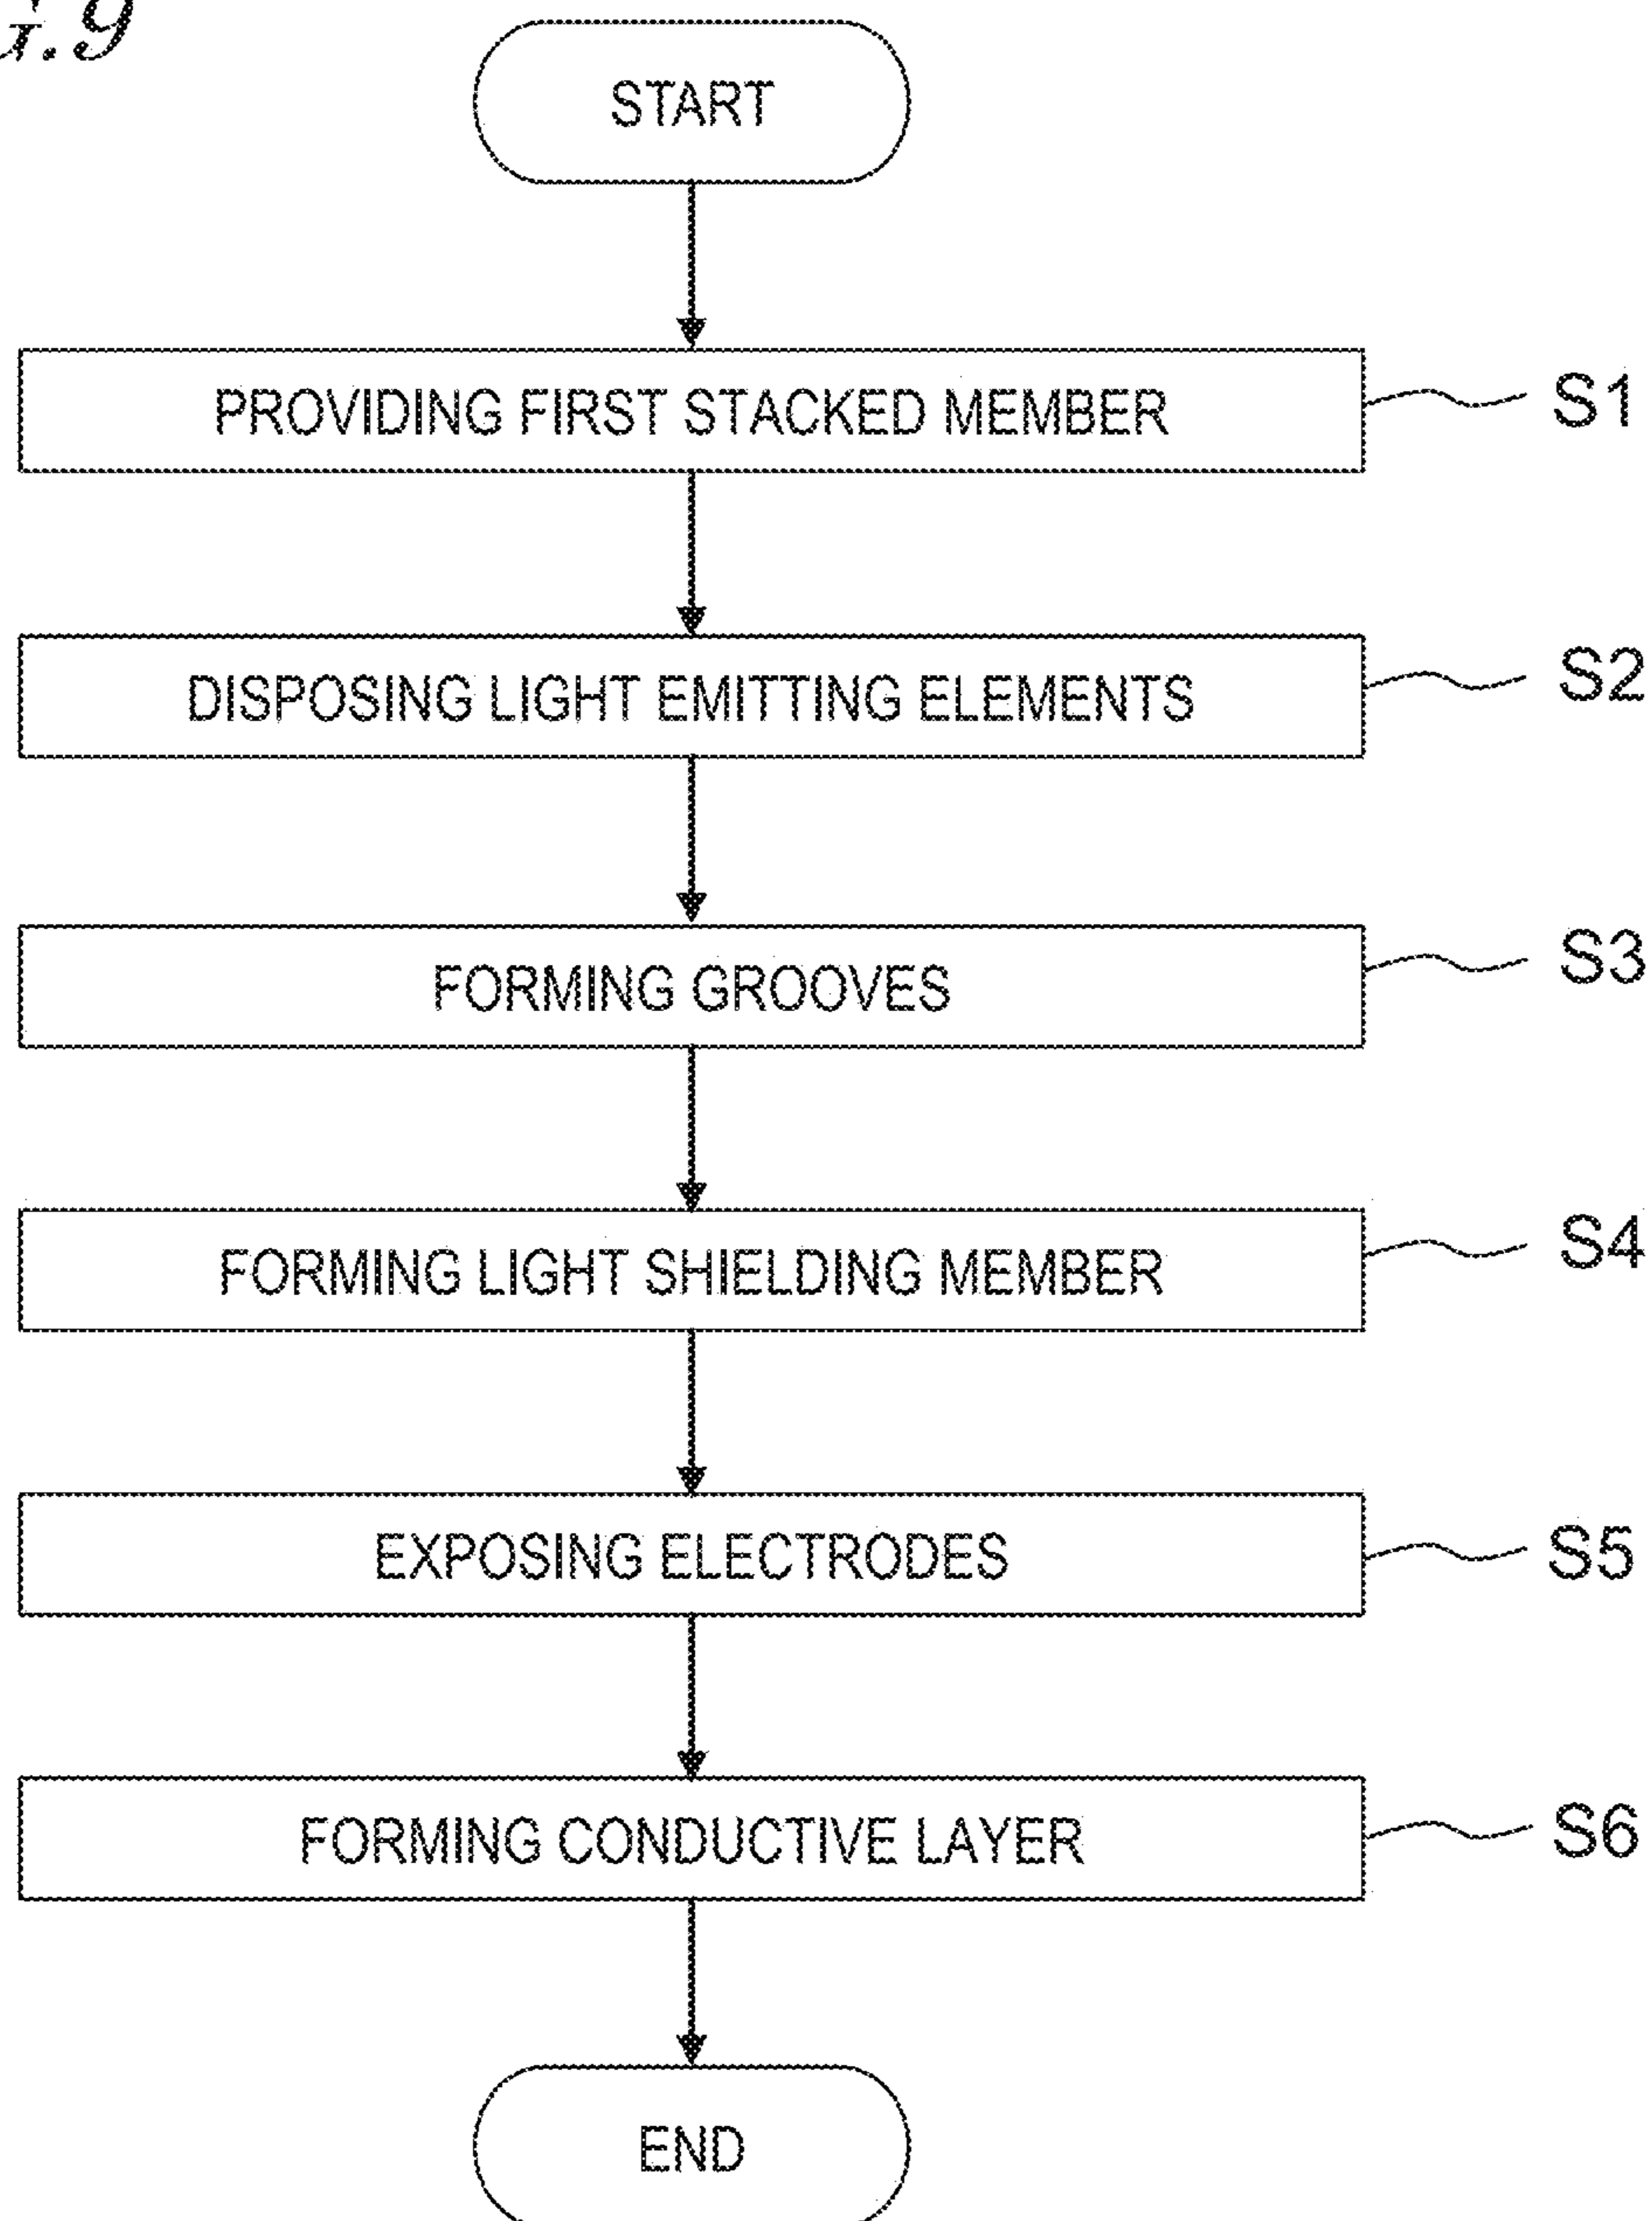 G.9
START
PROVIDING FIRST STACKED MEMBER S1
DISPOSING LIGHT EMITTING ELEMENTS S2
FORMING GROOVES S3
FORMING LIGHT SHIELDING MEMBER S4
EXPOSING ELECTRODES S5
FORMING CONDUCTIVE LAYER S6
END